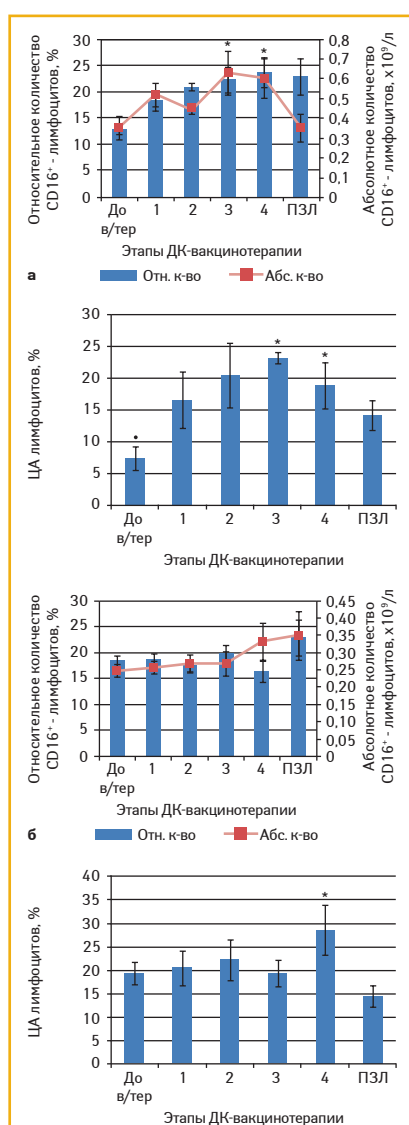 Относительное количество
CD16⁺ - лимфоцитов, %
30
25
20
15
10
5
0
* *
0,8
0,7
0,6
0,5
0,4
0,3
0,2
0,1
0
Абсолютное количество
CD16⁺ - лимфоцитов, x10⁹/л
До в/тер 1 2 3 4 ПЗЛ
Этапы ДК-вакцинотерапии
а Отн. к-во Абс. к-во
ЦА лимфоцитов, %
30
25
20
15
10
5
0
• * *
До в/тер 1 2 3 4 ПЗЛ
Этапы ДК-вакцинотерапии
Относительное количество
CD16⁺ - лимфоцитов, %
30
25
20
15
10
5
0
0,45
0,35
0,30
0,25
0,20
0,15
0,10
0,05
0
Абсолютное количество
CD16⁺ - лимфоцитов, x10⁹/л
До в/тер 1 2 3 4 ПЗЛ
Этапы ДК-вакцинотерапии
б Отн. к-во Абс. к-во
ЦА лимфоцитов, %
40
35
30
25
20
15
10
5
0
*
До в/тер 1 2 3 4 ПЗЛ
Этапы ДК-вакцинотерапии